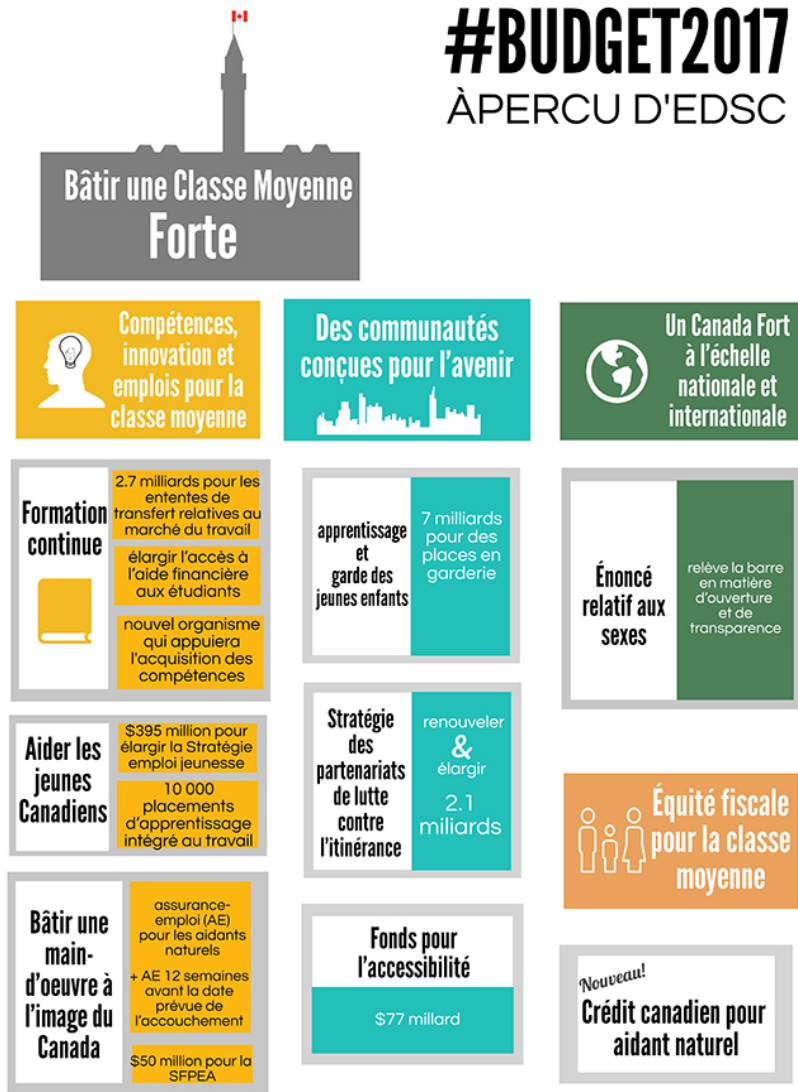 #BUDGET2017
ÀPERCU D'EDSC
Bâtir une Classe Moyenne
Forte
Compétences,
innovation et
emplois pour la
classe moyenne
Formation
continue
2.7 milliards pour les
ententes de
transfert relatives au
marché du travail
élargir l'accès à
l'aide financière
aux étudiants
nouvel organisme
qui appuiera
l'acquisition des
compétences
Aider les
jeunes
Canadiens
$395 million pour
élargir la Stratégie
emploi jeunesse
10 000
placements
d'apprentissage
intégré au travail
Bâtir une
main-
d'oeuvre à
l'image du
Canada
assurance-
emploi (AE)
pour les aidants
naturels
+ AE 12 semaines
avant la date
prévue de
l'accouchement
$50 million pour la
SFPEA
Des communautés
conçues pour l'avenir
apprentissage
et
garde des
jeunes enfants
7 milliards
pour des
places en
garderie
Stratégie
des
partenariats
de lutte
contre
l'itinérance
renouveler
&
élargir
2.1
miliards
Fonds pour
l'accessibilité
$77 millard
Un Canada Fort
à l'échelle
nationale et
internationale
Énoncé
relatif aux
sexes
relève la barre
en matière
d'ouverture
et de
transparence
Équité fiscale
pour la classe
moyenne
Nouveau!
Crédit canadien pour
aidant naturel